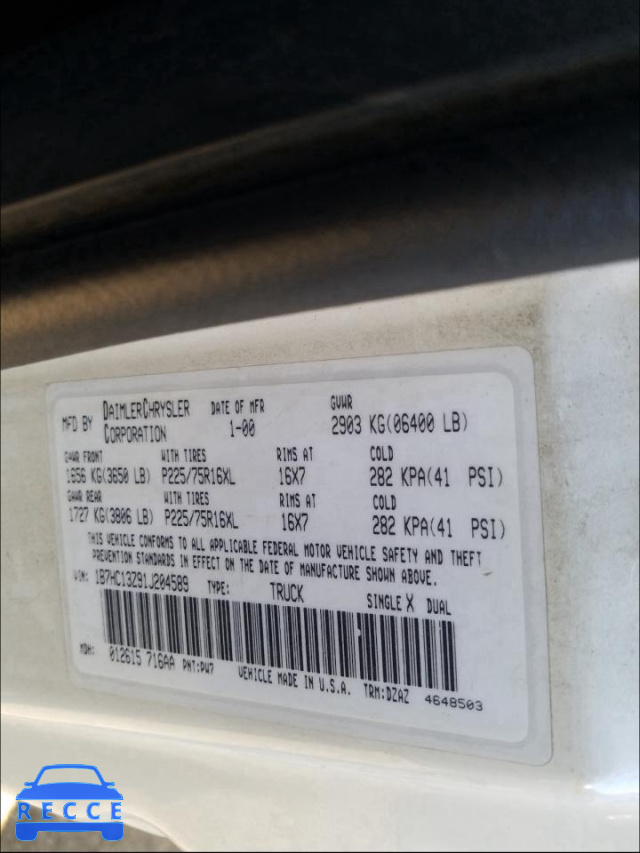 MFD BY DAIMLERCHRYSLER CORPORATION DATE OF MFR 1-00 GVWR 2903 KG(06400 LB)
GAWR FRONT WITH TIRES RIMS AT COLD
1656 KG(3650 LB) P225/75R16XL 16X7 282 KPA(41 PSI)
GAWR REAR WITH TIRES RIMS AT COLD
1727 KG(3806 LB) P225/75R16XL 16X7 282 KPA(41 PSI)
THIS VEHICLE CONFORMS TO ALL APPLICABLE FEDERAL MOTOR VEHICLE SAFETY AND THEFT
PREVENTION STANDARDS IN EFFECT ON THE DATE OF MANUFACTURE SHOWN ABOVE.
VIN: 1B7HC13Z91J204589 TYPE: TRUCK SINGLE X DUAL
MDH: 012615 716AA PNT:PW7 VEHICLE MADE IN U.S.A. TRM:DZAZ 4648503
RECCE